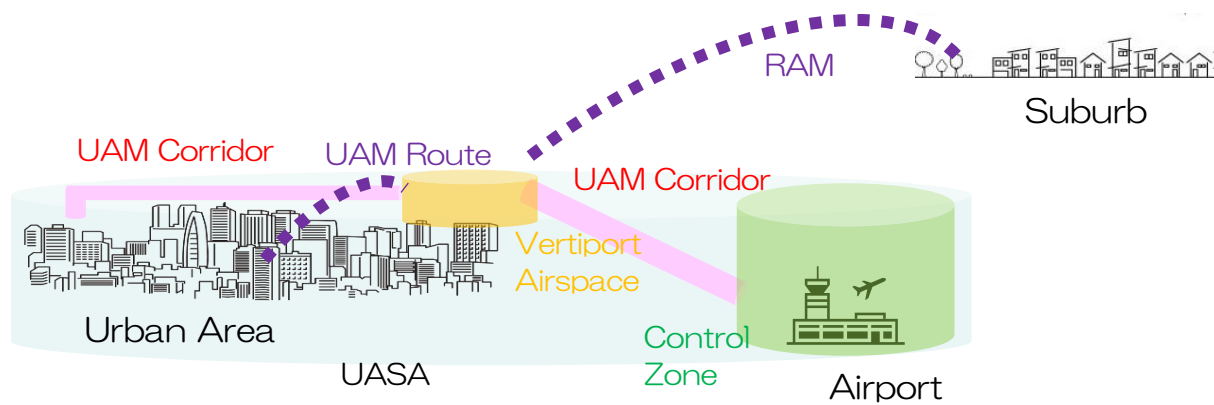 RAM
Suburb
UAM Corridor
UAM Route
UAM Corridor
Vertiport
Airspace
Urban Area
Control
Zone
UASA
Airport